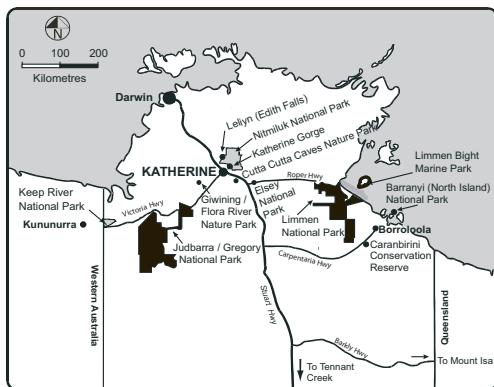 N
0 100 200
Kilometres
Darwin
Leliyn (Edith Falls)
Nitmiluk National Park
Katherine Gorge
Cutta Cutta Caves Nature Park
KATHERINE
Roper Hwy
Limmen Bight
Marine Park
Barranyi (North Island)
National Park
Keep River
National Park
Kununurra
Victoria Hwy
Giwining /
Flora River
Nature Park
Elsey
National
Park
Limmen
National Park
Borroloola
Caranbirini
Conservation
Reserve
Judbarra / Gregory
National Park
Carpentaria Hwy
Western Australia
Stuart Hwy
Queensland
Barkly Hwy
To Mount Isa
To Tennant
Creek